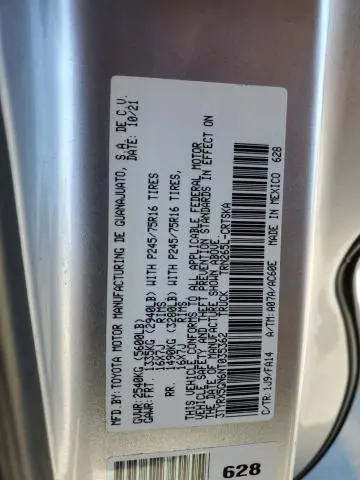 MFD.BY: TOYOTA MOTOR MANUFACTURING DE GUANAJUATO, S.A. DE C.V.
DATE: 10/21
GVWR: 2540KG (5600LB)
GAWR: FRT. 1335KG (2940LB) WITH P245/75R16 TIRES
16X7J RIMS,
RR. 1490KG (3280LB) WITH P245/75R16 TIRES,
16X7J RIMS,
THIS VEHICLE CONFORMS TO ALL APPLICABLE FEDERAL MOTOR
VEHICLE SAFETY AND THEFT PREVENTION STANDARDS IN EFFECT ON
THE DATE OF MANUFACTURE SHOWN ABOVE.
TRUCK TRN265L-CRTSKA
C/TR: 1J9/FA14 A/TM: A07A/AC60E MADE IN MEXICO 628
628